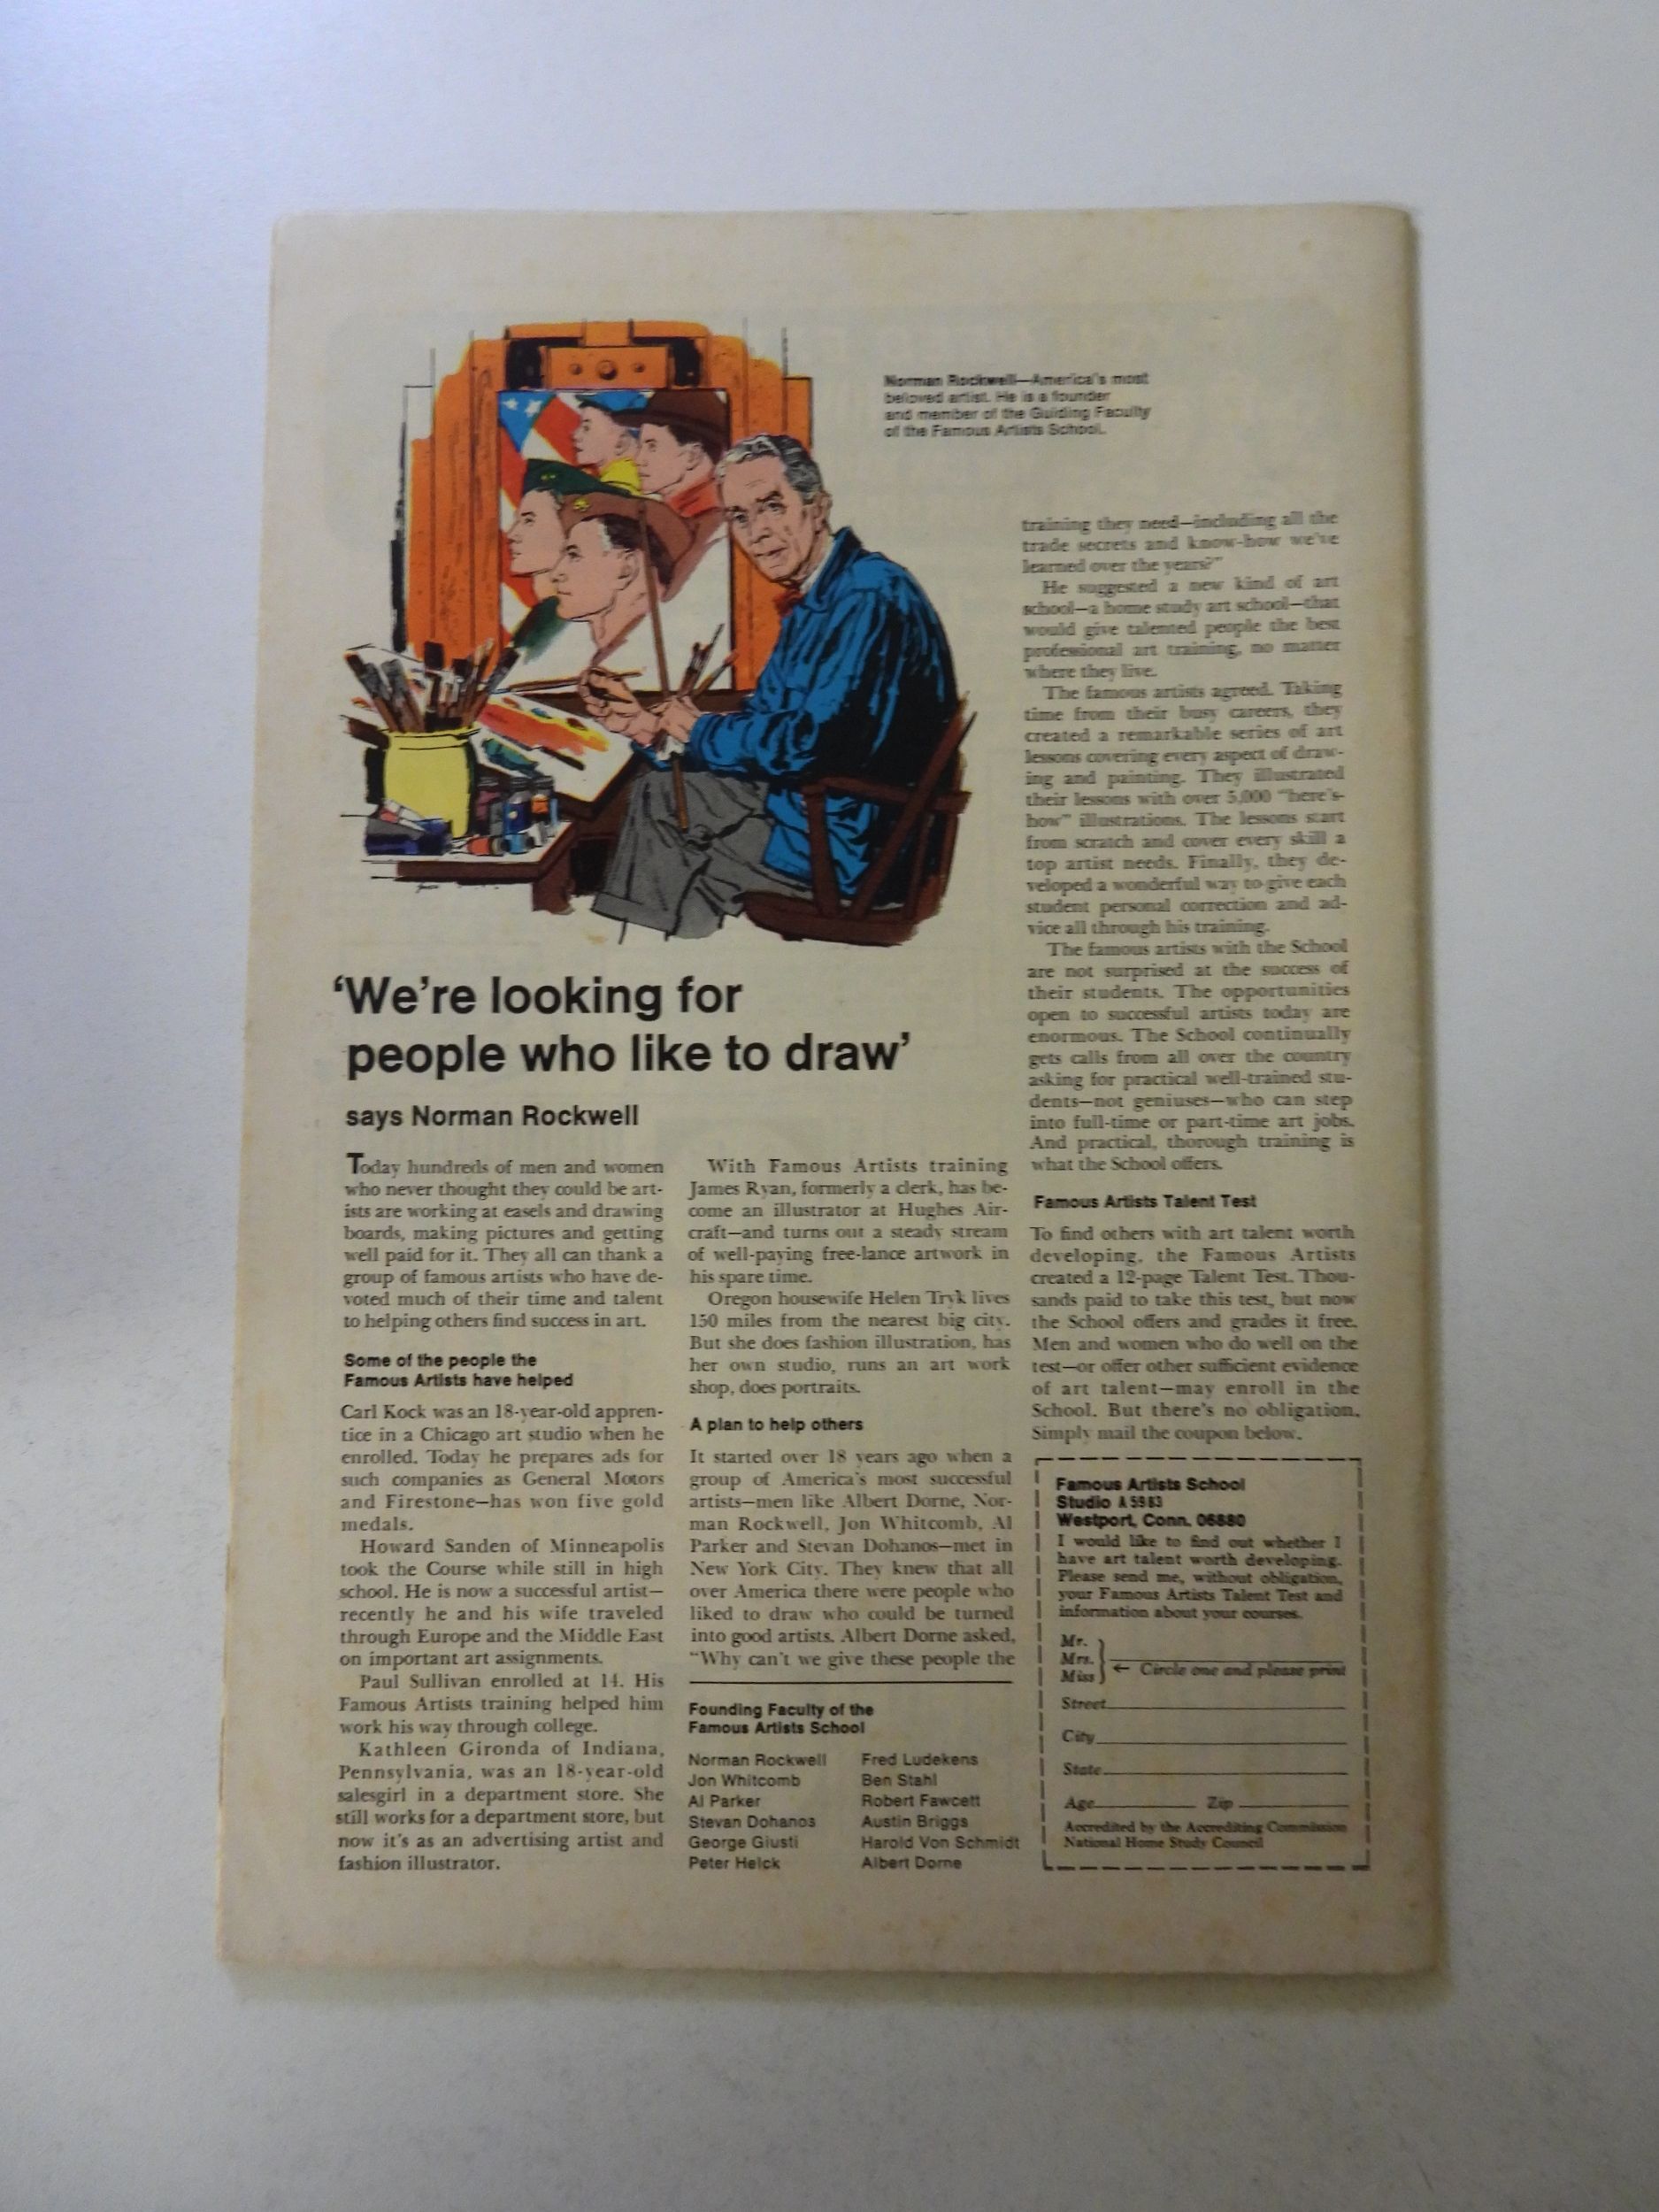 Norman Rockwell—America's most
beloved artist. He is a founder
and member of the Guiding Faculty
of the Famous Artists School.
'We're looking for
people who like to draw'
says Norman Rockwell
Today hundreds of men and women
who never thought they could be art-
ists are working at easels and drawing
boards, making pictures and getting
well paid for it. They all can thank a
group of famous artists who have de-
voted much of their time and talent
to helping others find success in art.
Some of the people the
Famous Artists have helped
Carl Kock was an 18-year-old appren-
tice in a Chicago art studio when he
enrolled. Today he prepares ads for
such companies as General Motors
and Firestone—has won five gold
medals.
Howard Sanden of Minneapolis
took the Course while still in high
school. He is now a successful artist—
recently he and his wife traveled
through Europe and the Middle East
on important art assignments.
Paul Sullivan enrolled at 14. His
Famous Artists training helped him
work his way through college.
Kathleen Gironda of Indiana,
Pennsylvania, was an 18-year-old
salesgirl in a department store. She
still works for a department store, but
now it's as an advertising artist and
fashion illustrator.
With Famous Artists training
James Ryan, formerly a clerk, has be-
come an illustrator at Hughes Air-
craft—and turns out a steady stream
of well-paying free-lance artwork in
his spare time.
Oregon housewife Helen Tryk lives
150 miles from the nearest big city.
But she does fashion illustration, has
her own studio, runs an art work
shop, does portraits.
A plan to help others
It started over 18 years ago when a
group of America's most successful
artists—men like Albert Dorne, Nor-
man Rockwell, Jon Whitcomb, Al
Parker and Stevan Dohanos—met in
New York City. They knew that all
over America there were people who
liked to draw who could be turned
into good artists. Albert Dorne asked,
"Why can't we give these people the
Founding Faculty of the
Famous Artists School
Norman Rockwell
Jon Whitcomb
Al Parker
Stevan Dohanos
George Giusti
Peter Helck
Fred Ludekens
Ben Stahl
Robert Fawcett
Austin Briggs
Harold Von Schmidt
Albert Dorne
training they need—including all the
trade secrets and know-how we've
learned over the years?"
He suggested a new kind of art
school—a home study art school—that
would give talented people the best
professional art training, no matter
where they live.
The famous artists agreed. Taking
time from their busy careers, they
created a remarkable series of art
lessons covering every aspect of draw-
ing and painting. They illustrated
their lessons with over 5,000 "here's-
how" illustrations. The lessons start
from scratch and cover every skill a
top artist needs. Finally, they de-
veloped a wonderful way to give each
student personal correction and ad-
vice all through his training.
The famous artists with the School
are not surprised at the success of
their students. The opportunities
open to successful artists today are
enormous. The School continually
gets calls from all over the country
asking for practical well-trained stu-
dents—not geniuses—who can step
into full-time or part-time art jobs.
And practical, thorough training is
what the School offers.
Famous Artists Talent Test
To find others with art talent worth
developing, the Famous Artists
created a 12-page Talent Test. Thou-
sands paid to take this test, but now
the School offers and grades it free.
Men and women who do well on the
test—or offer other sufficient evidence
of art talent—may enroll in the
School. But there's no obligation.
Simply mail the coupon below.
Famous Artists School
Studio A 5983
Westport, Conn. 06880
I would like to find out whether I
have art talent worth developing.
Please send me, without obligation,
your Famous Artists Talent Test and
information about your courses.
Mr.
Mrs.
Miss
← Circle one and please print
Street
City
State
Age Zip
Accredited by the Accrediting Commission
National Home Study Council